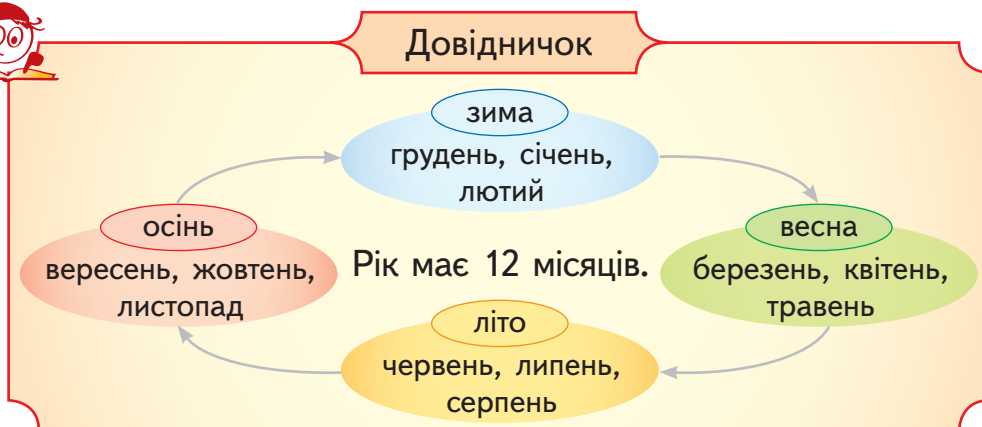 Довідничок
зима
грудень, січень,
лютий
осінь
вересень, жовтень,
листопад
Рік має 12 місяців.
весна
березень, квітень,
травень
літо
червень, липень,
серпень